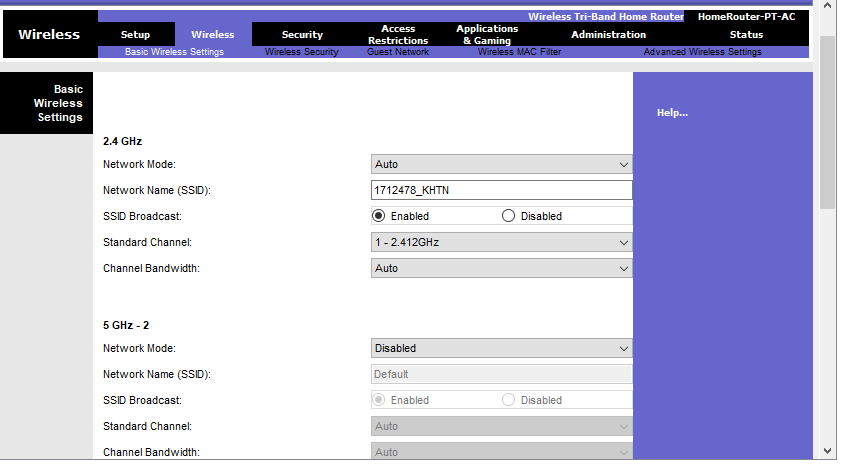 Wireless Tri-Band Home Router HomeRouter-PT-AC
Wireless
Setup Wireless Security Access Restrictions Applications & Gaming Administration Status
Basic Wireless Settings Wireless Security Guest Network Wireless MAC Filter Advanced Wireless Settings
Basic
Wireless
Settings
Help...
2.4 GHz
Network Mode: Auto
Network Name (SSID): 1712478_KHTN
SSID Broadcast: Enabled Disabled
Standard Channel: 1 - 2.412GHz
Channel Bandwidth: Auto
5 GHz - 2
Network Mode: Disabled
Network Name (SSID): Default
SSID Broadcast: Enabled Disabled
Standard Channel: Auto
Channel Bandwidth: Auto